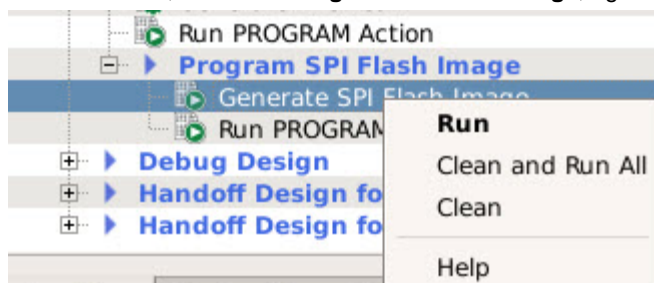 Run PROGRAM Action
Program SPI Flash Image
Generate SPI Flash Image
Run PROGRAM
Debug Design
Handoff Design fo
Handoff Design fo
Run
Clean and Run All
Clean
Help